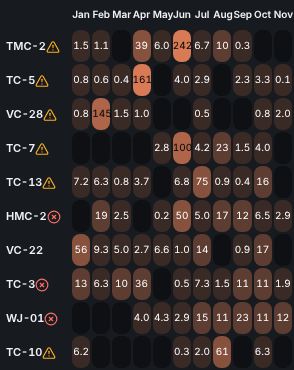 Jan Feb Mar Apr May Jun Jul Aug Sep Oct Nov
TMC-2 1.5 1.1 39 6.0 242 6.7 10 0.3
TC-5 0.8 0.6 0.4 161 4.0 2.9 2.3 3.3 0.1
VC-28 0.8 145 1.5 1.0 0.5 0.8 2.0
TC-7 2.8 100 4.2 23 1.5 4.0
TC-13 7.2 6.3 0.8 3.7 6.8 75 0.9 0.4 16
HMC-2 19 2.5 0.2 50 5.0 17 12 6.5 2.9
VC-22 56 9.3 5.0 2.7 6.6 1.0 14 0.9 17
TC-3 13 6.3 10 36 0.5 7.3 1.5 11 11 1.9
WJ-01 4.0 4.3 2.9 15 11 23 11 12
TC-10 6.2 0.3 2.0 61 6.3